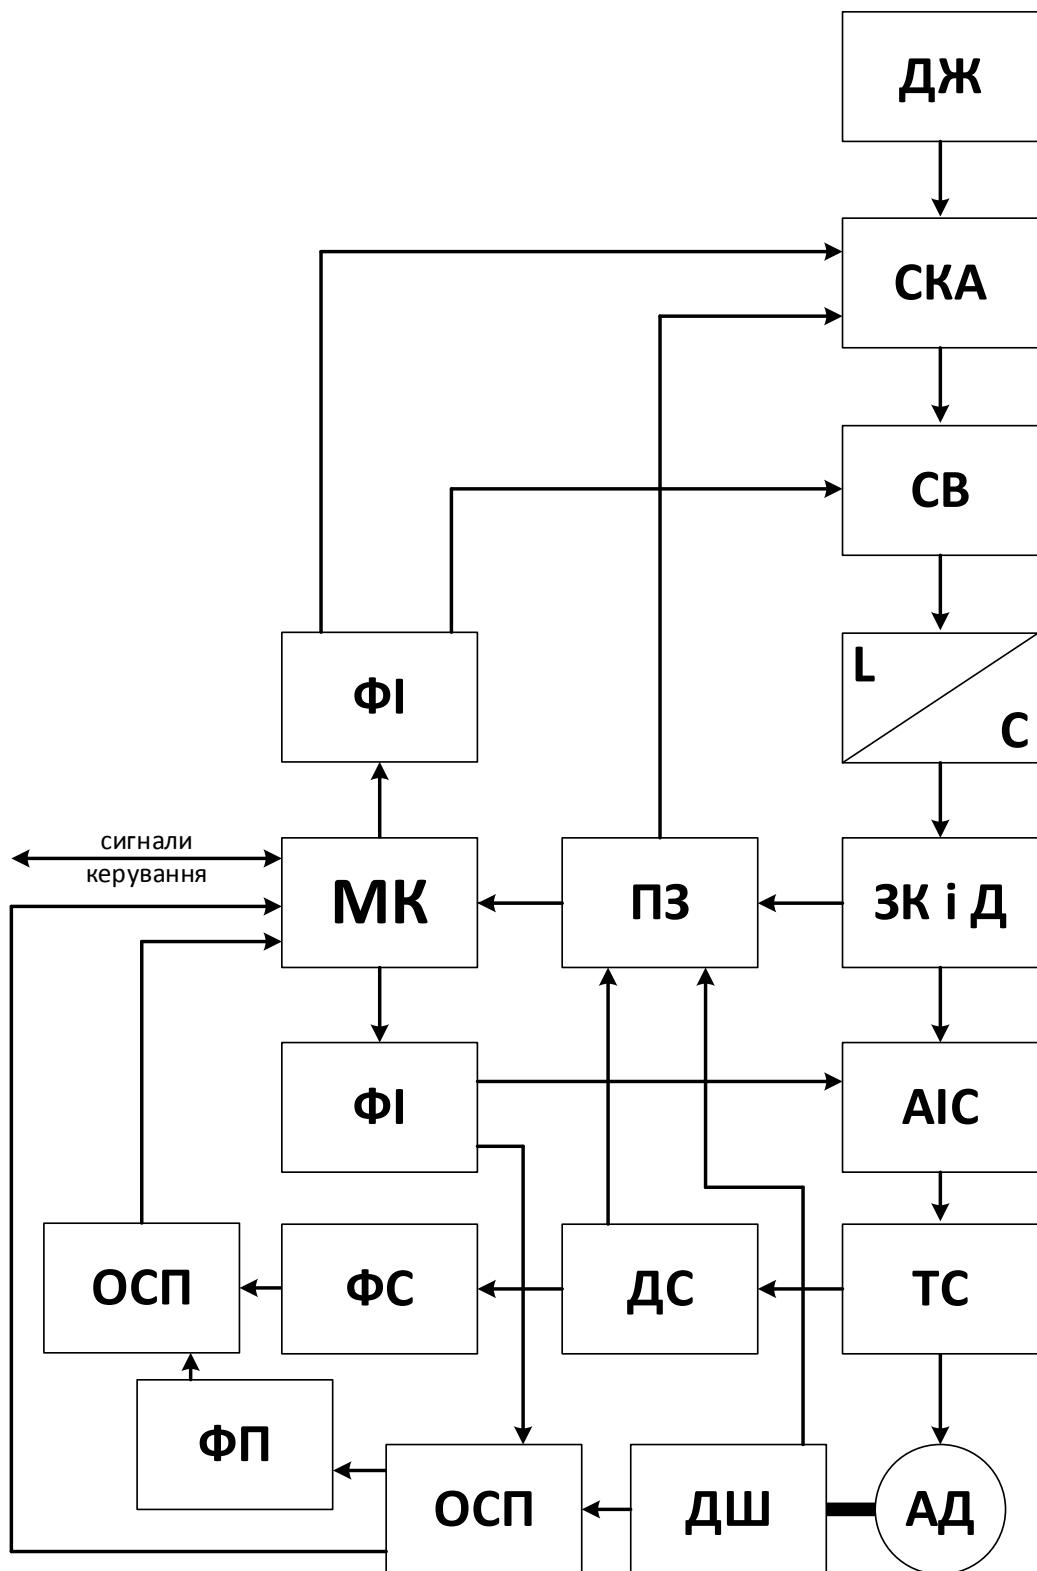 ДЖ
СКА
СВ
L
C
ФІ
сигнали
керування
МК
ПЗ
ЗК і Д
ФІ
АІС
ОСП
ФС
ДС
ТС
ФП
ОСП
ДШ
АД